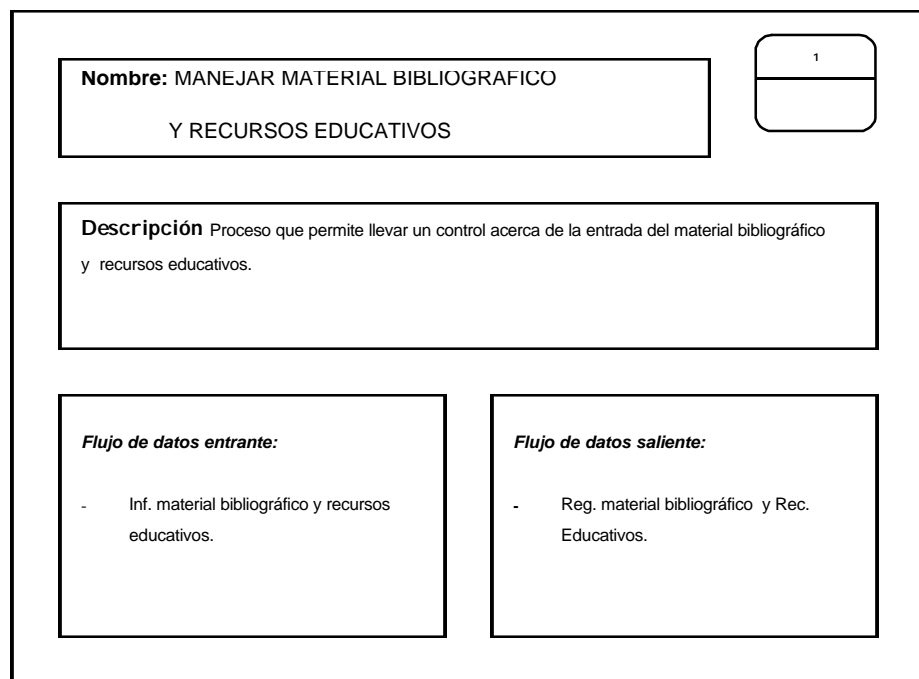 1
Nombre: MANEJAR MATERIAL BIBLIOGRAFICO
Y RECURSOS EDUCATIVOS
Descripción Proceso que permite llevar un control acerca de la entrada del material bibliográfico
y recursos educativos.
Flujo de datos entrante:
- Inf. material bibliográfico y recursos
educativos.
Flujo de datos saliente:
- Reg. material bibliográfico y Rec.
Educativos.